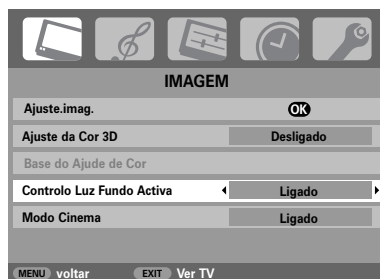 IMAGEM
Ajuste.imag. OK
Ajuste da Cor 3D Desligado
Base do Ajude de Cor
Controlo Luz Fundo Activa Ligado
Modo Cinema Ligado
MENU voltar EXIT Ver TV